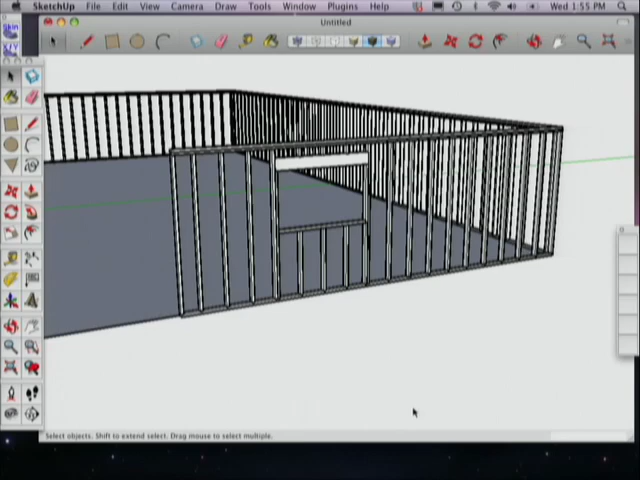 SketchUp File Edit View Camera Draw Tools Window Plugins Help Wed 1:55 PM
Untitled
Skin
X/Y
Select objects. Shift to extend select. Drag mouse to select multiple.